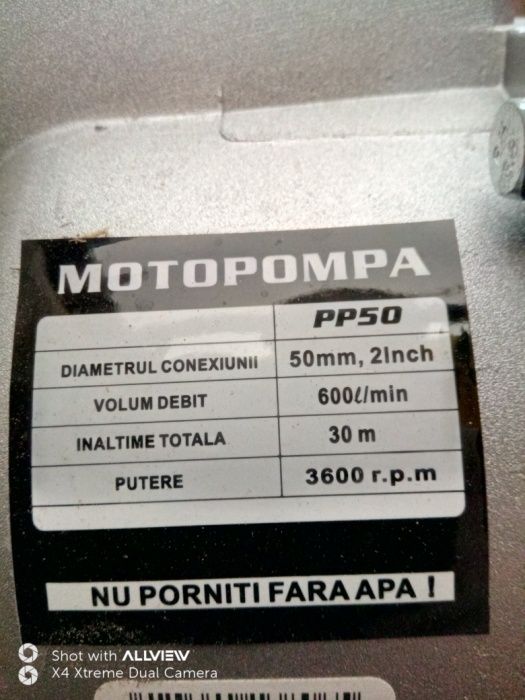 MOTOPOMPA
PP50
DIAMETRUL CONEXIUNII 50mm, 2Inch
VOLUM DEBIT 600ℓ/min
INALTIME TOTALA 30 m
PUTERE 3600 r.p.m
NU PORNITI FARA APA !
Shot with ALLVIEW
X4 Xtreme Dual Camera